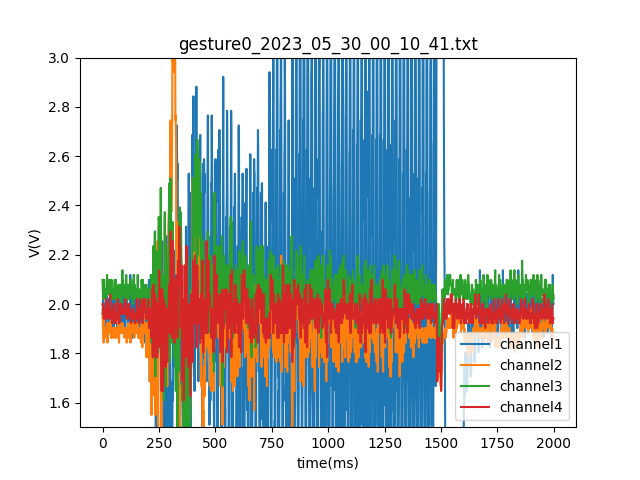 gesture0_2023_05_30_00_10_41.txt
3.0
2.8
2.6
2.4
2.2
2.0
1.8
1.6
V(V)
0 250 500 750 1000 1250 1500 1750 2000
time(ms)
channel1
channel2
channel3
channel4